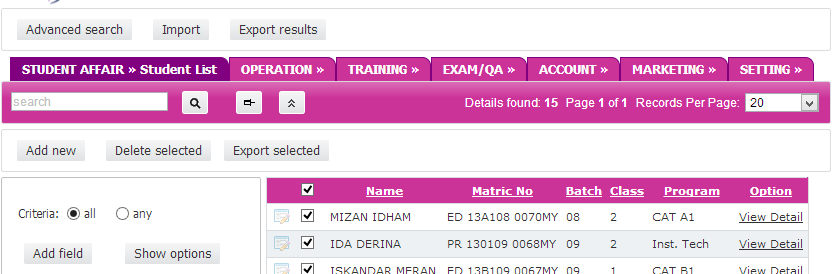 Advanced search Import Export results
STUDENT AFFAIR » Student List OPERATION » TRAINING » EXAM/QA » ACCOUNT » MARKETING » SETTING »
search Details found: 15 Page 1 of 1 Records Per Page: 20
Add new Delete selected Export selected
Name Matric No Batch Class Program Option
Criteria: all any
MIZAN IDHAM ED 13A108 0070MY 08 2 CAT A1 View Detail
IDA DERINA PR 130109 0068MY 09 2 Inst. Tech View Detail
Add field Show options
ISKANDAR MERAN ED 13B109 0067MY 09 1 CAT B1 View Detail